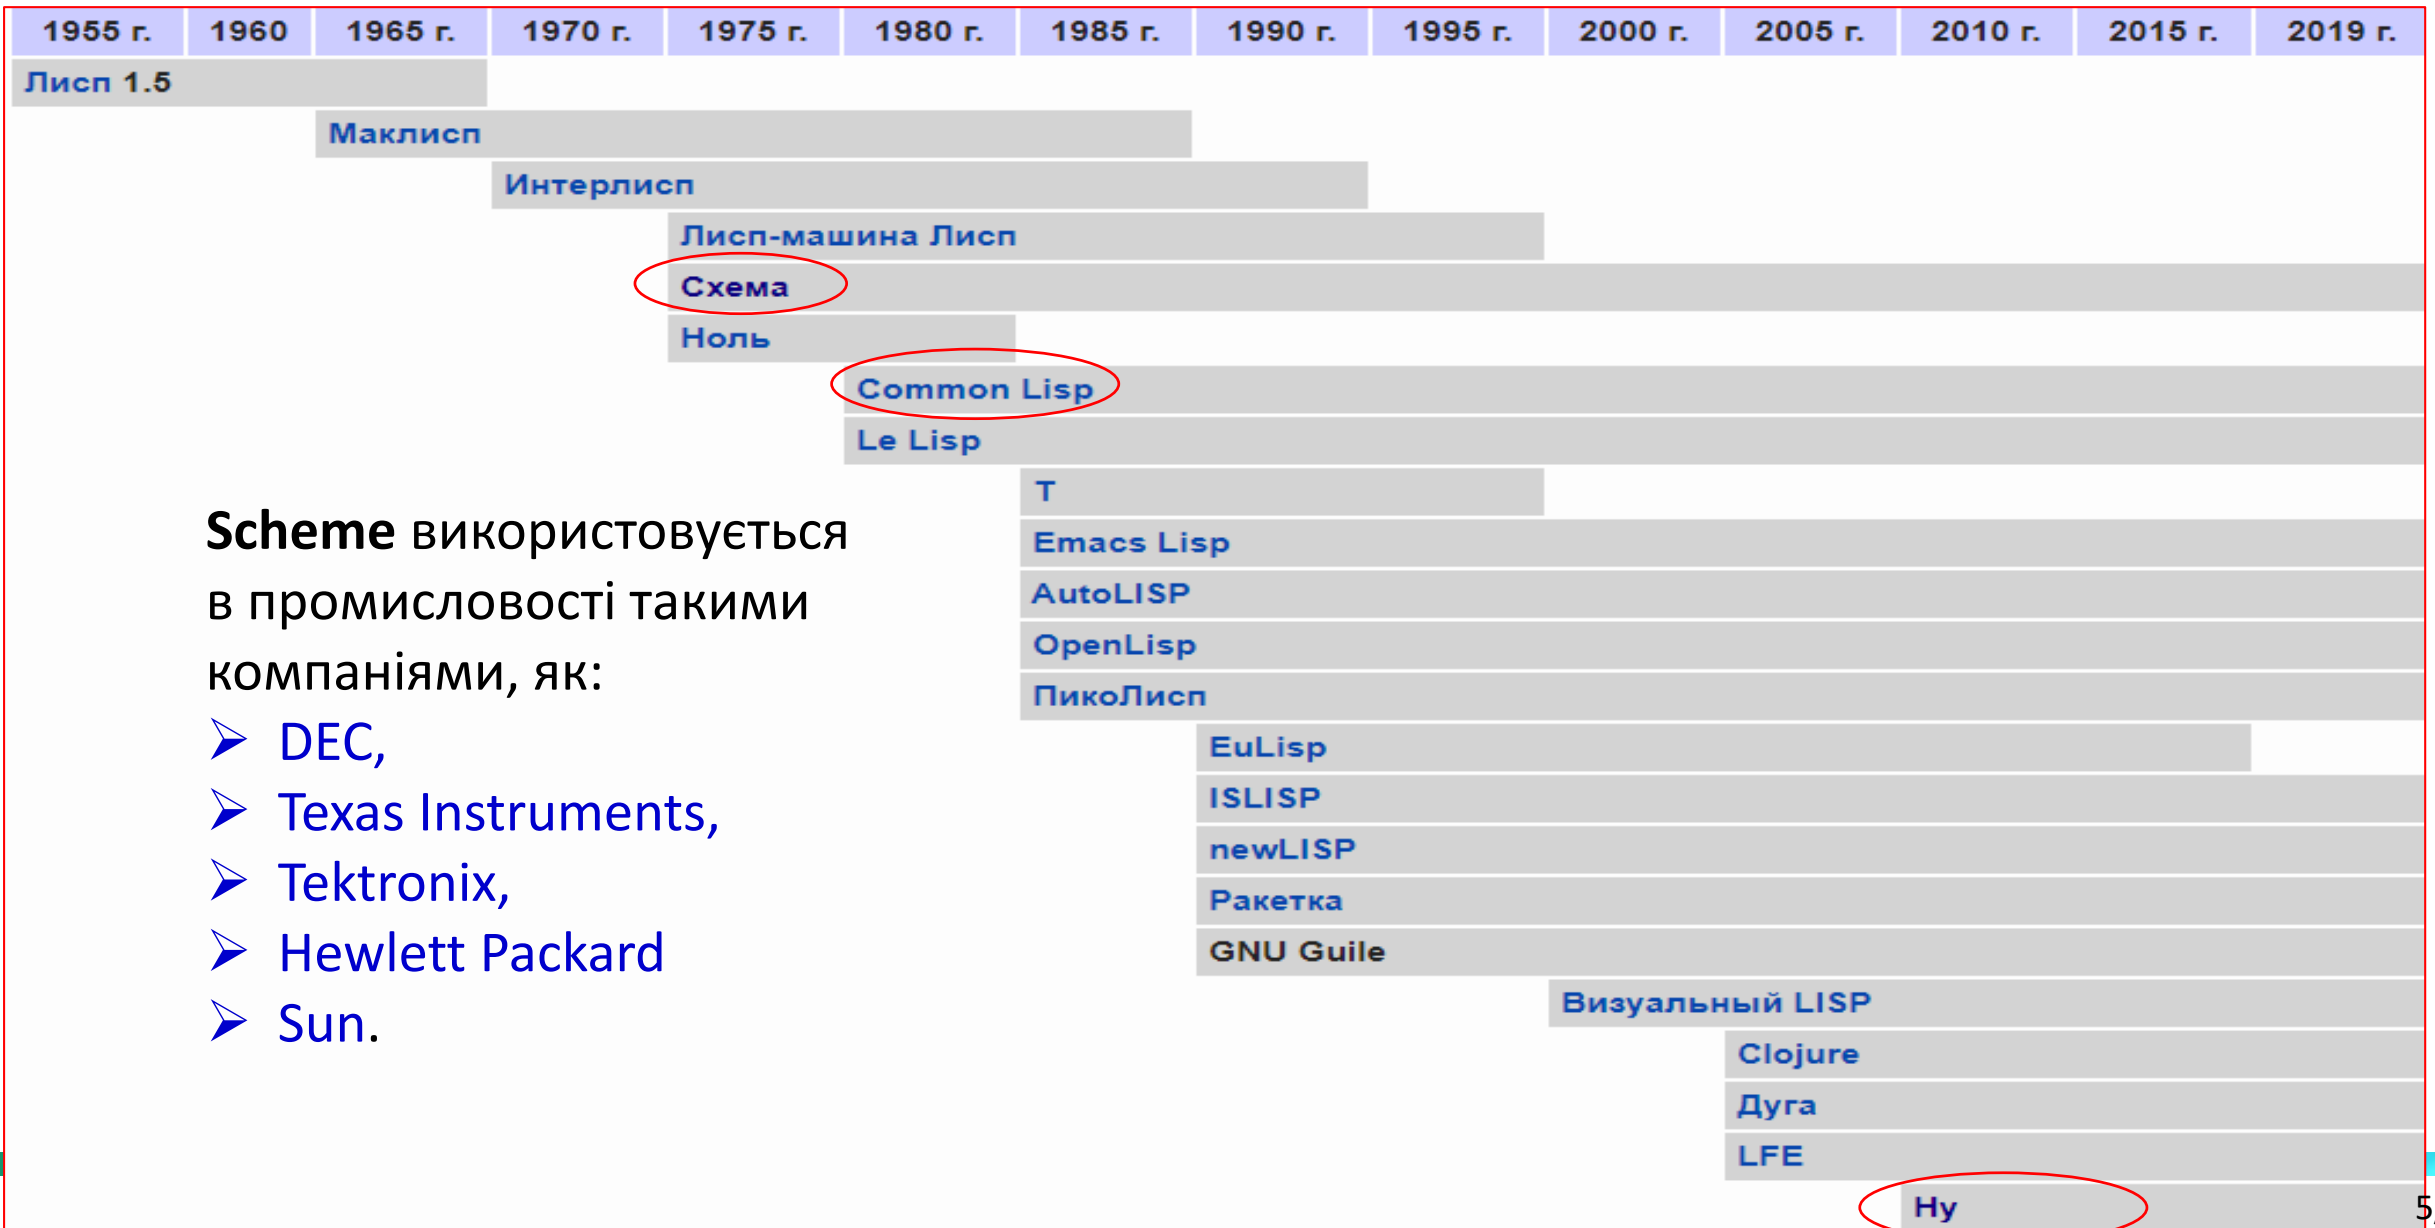 1955 г. 1960 1965 г. 1970 г. 1975 г. 1980 г. 1985 г. 1990 г. 1995 г. 2000 г. 2005 г. 2010 г. 2015 г. 2019 г.
Лисп 1.5
Маклисп
Интерлисп
Лисп-машина Лисп
Схема
Ноль
Common Lisp
Le Lisp
T
Emacs Lisp
AutoLISP
OpenLisp
ПикоЛисп
EuLisp
ISLISP
newLISP
Ракетка
GNU Guile
Визуальный LISP
Clojure
Дуга
LFE
Hy
Scheme використовується
в промисловості такими
компаніями, як:
➢ DEC,
➢ Texas Instruments,
➢ Tektronix,
➢ Hewlett Packard
➢ Sun.
5